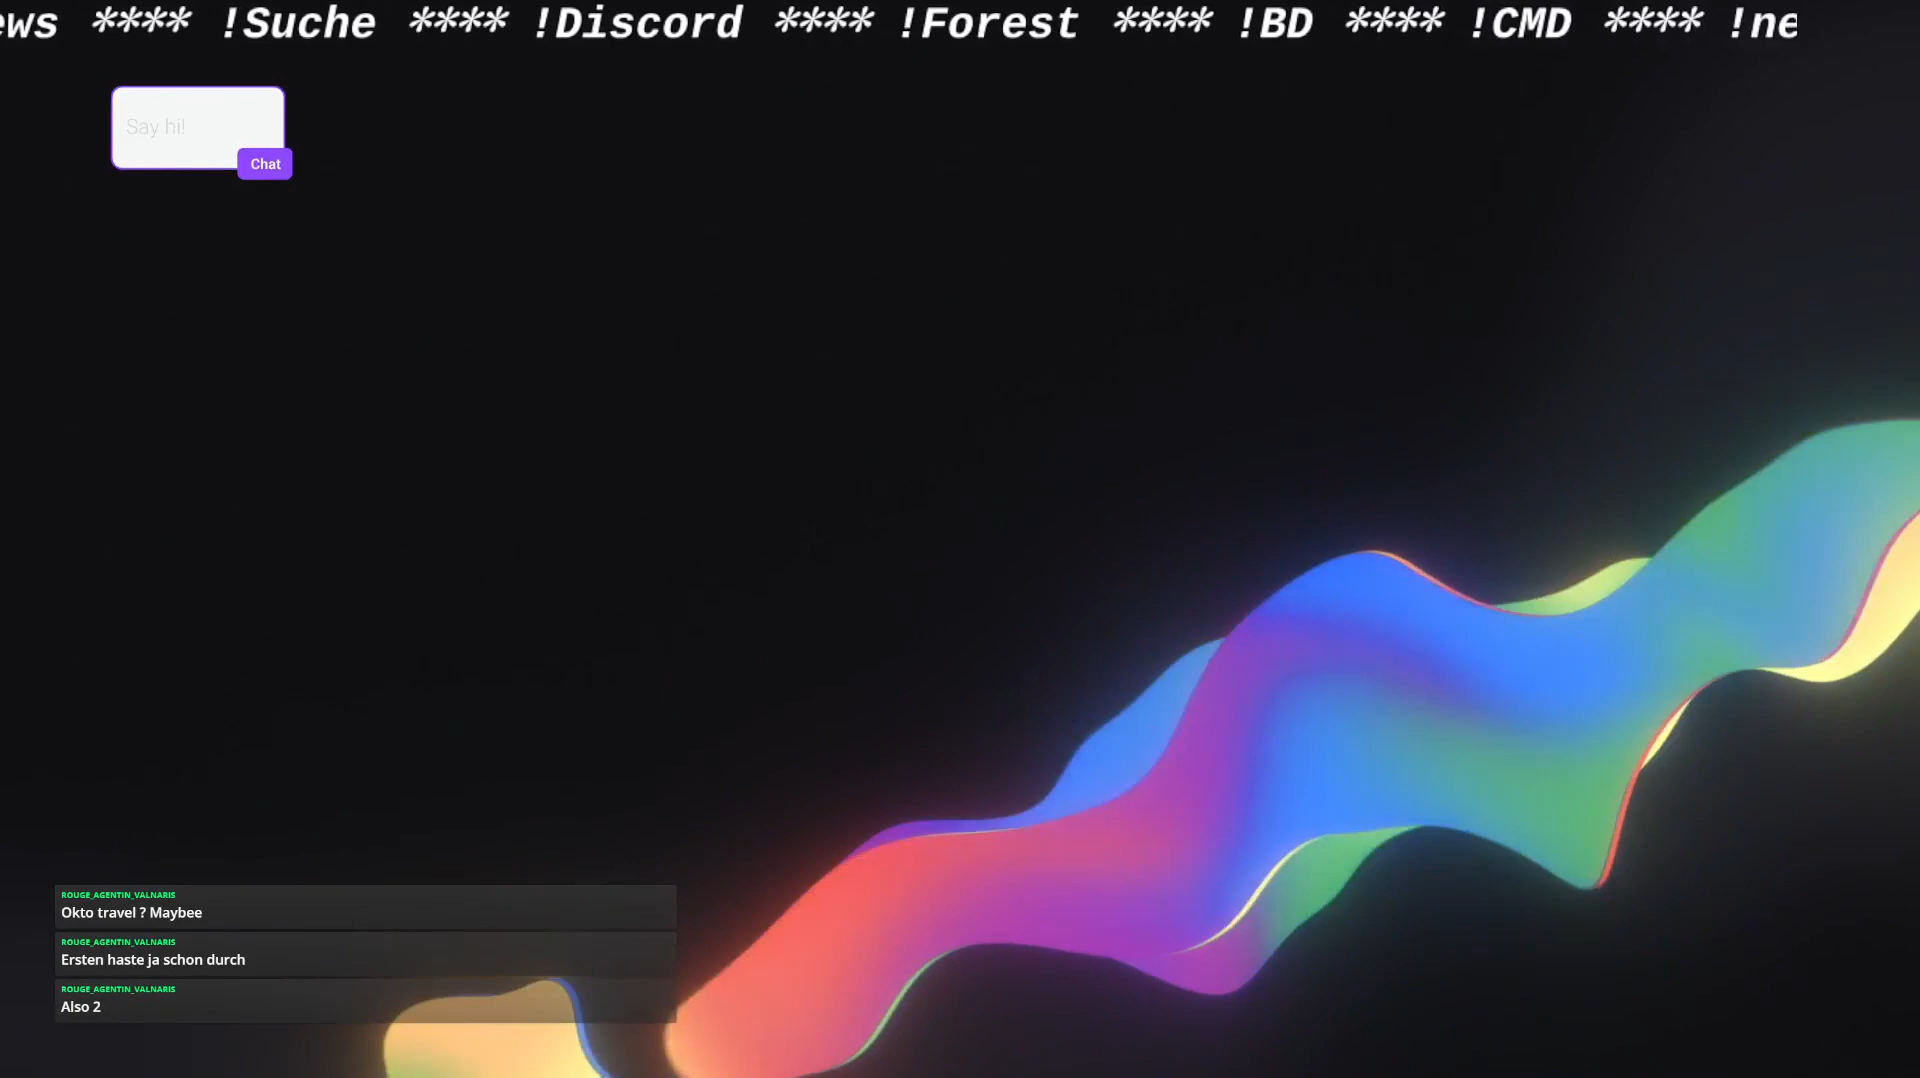 ews **** !Suche **** !Discord **** !Forest **** !BD **** !CMD **** !ne
Say hi!
Chat
ROUGE_AGENTIN_VALNARIS
Okto travel ? Maybee
ROUGE_AGENTIN_VALNARIS
Ersten haste ja schon durch
ROUGE_AGENTIN_VALNARIS
Also 2